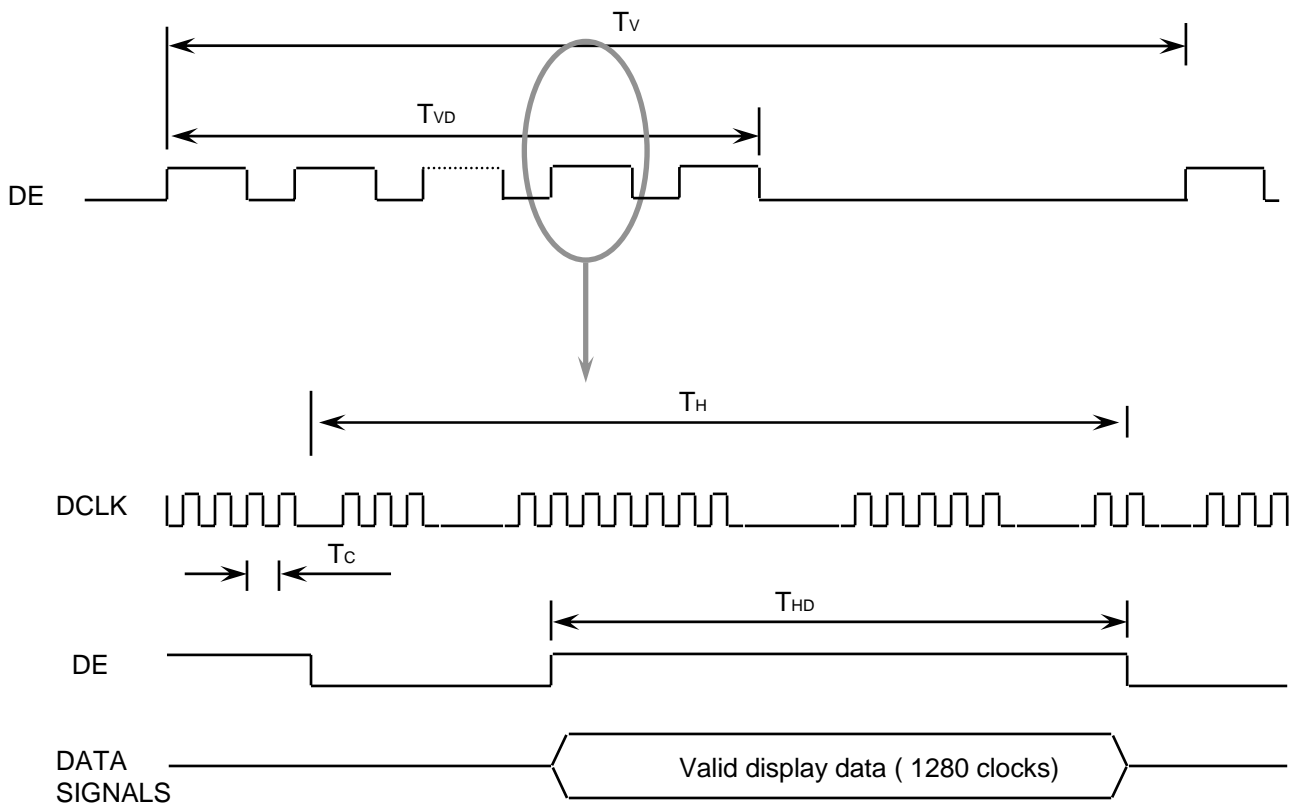 TV
TVD
DE
TH
DCLK
TC
THD
DE
DATA
SIGNALS
Valid display data ( 1280 clocks)